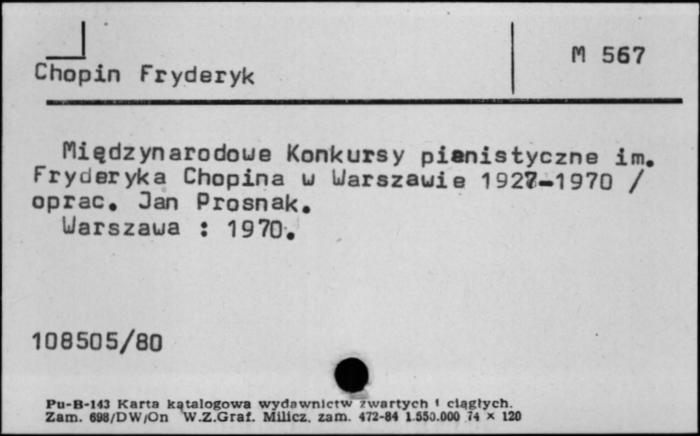 Chopin Fryderyk
M 567
Międzynarodowe Konkursy pianistyczne im.
Fryderyka Chopina w Warszawie 1927-1970 /
oprac. Jan Prosnak.
Warszawa : 1970.
108505/80
Pu-B-143 Karta katalogowa wydawnictw zwartych i ciągłych.
Zam. 698/DW/On W.Z.Graf. Milicz, zam. 472-84 1.550.000 74 × 120